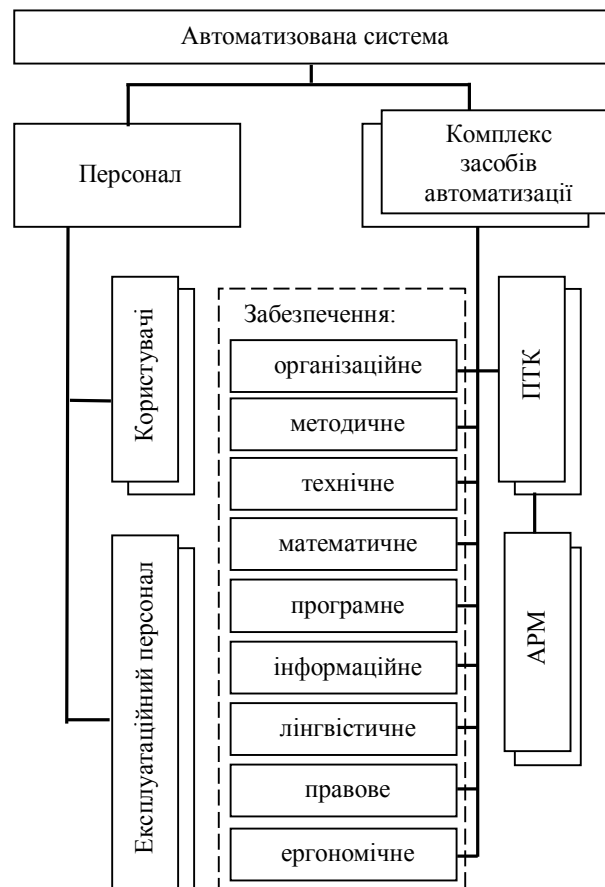 Автоматизована система
Персонал
Комплекс
засобів
автоматизації
Користувачі
Експлуатаційний персонал
Забезпечення:
організаційне
методичне
технічне
математичне
програмне
інформаційне
лінгвістичне
правове
ергономічне
ПТК
АРМ